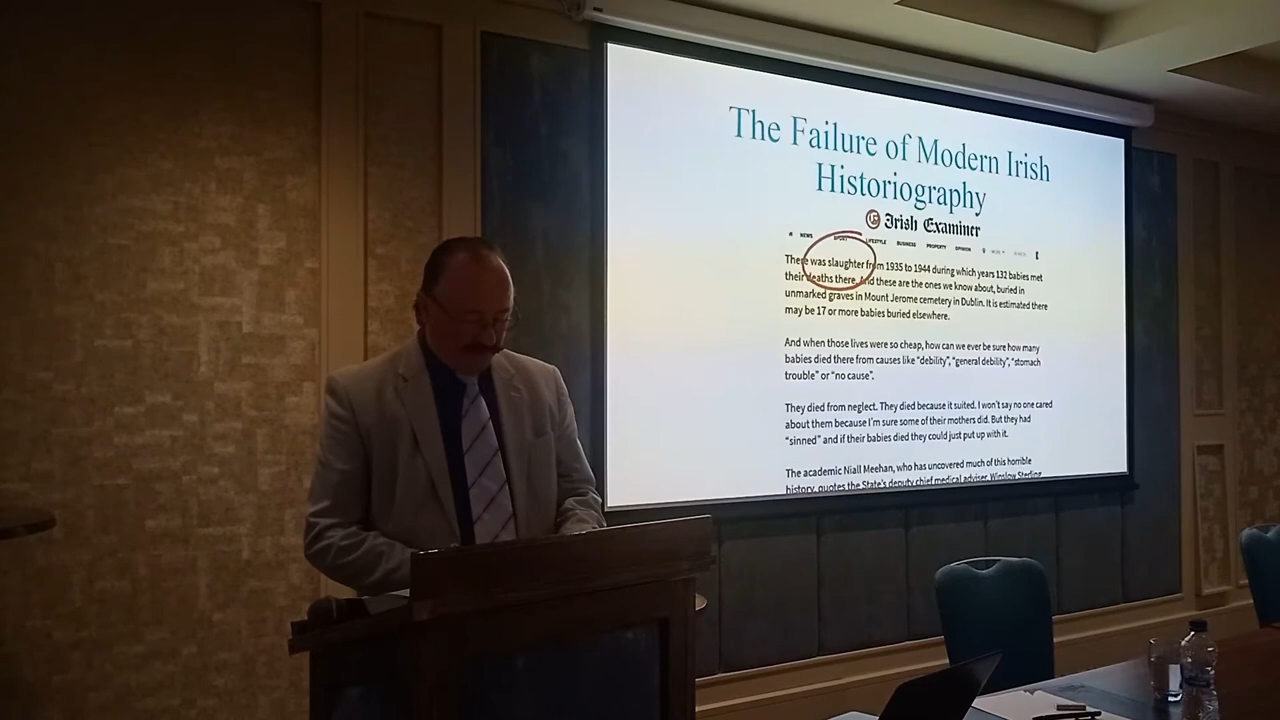 The Failure of Modern Irish
Historiography
Irish Examiner
NEWS SPORT LIFESTYLE BUSINESS PROPERTY OPINION
There was slaughter from 1935 to 1944 during which years 132 babies met
their deaths there. And these are the ones we know about, buried in
unmarked graves in Mount Jerome cemetery in Dublin. It is estimated there
may be 17 or more babies buried elsewhere.
And when those lives were so cheap, how can we ever be sure how many
babies died there from causes like “debility”, “general debility”, “stomach
trouble” or “no cause”.
They died from neglect. They died because it suited. I won’t say no one cared
about them because I’m sure some of their mothers did. But they had
“sinned” and if their babies died they could just put up with it.
The academic Niall Meehan, who has uncovered much of this horrible
history, quotes the State’s deputy chief medical adviser, Winslow Sterling